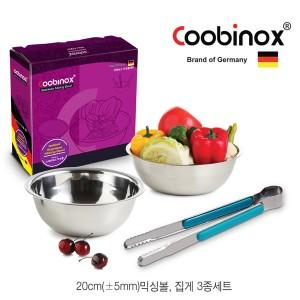 Coobinox®
Brand of Germany
Coobinox
20cm(±5mm)믹싱볼, 집게 3종세트